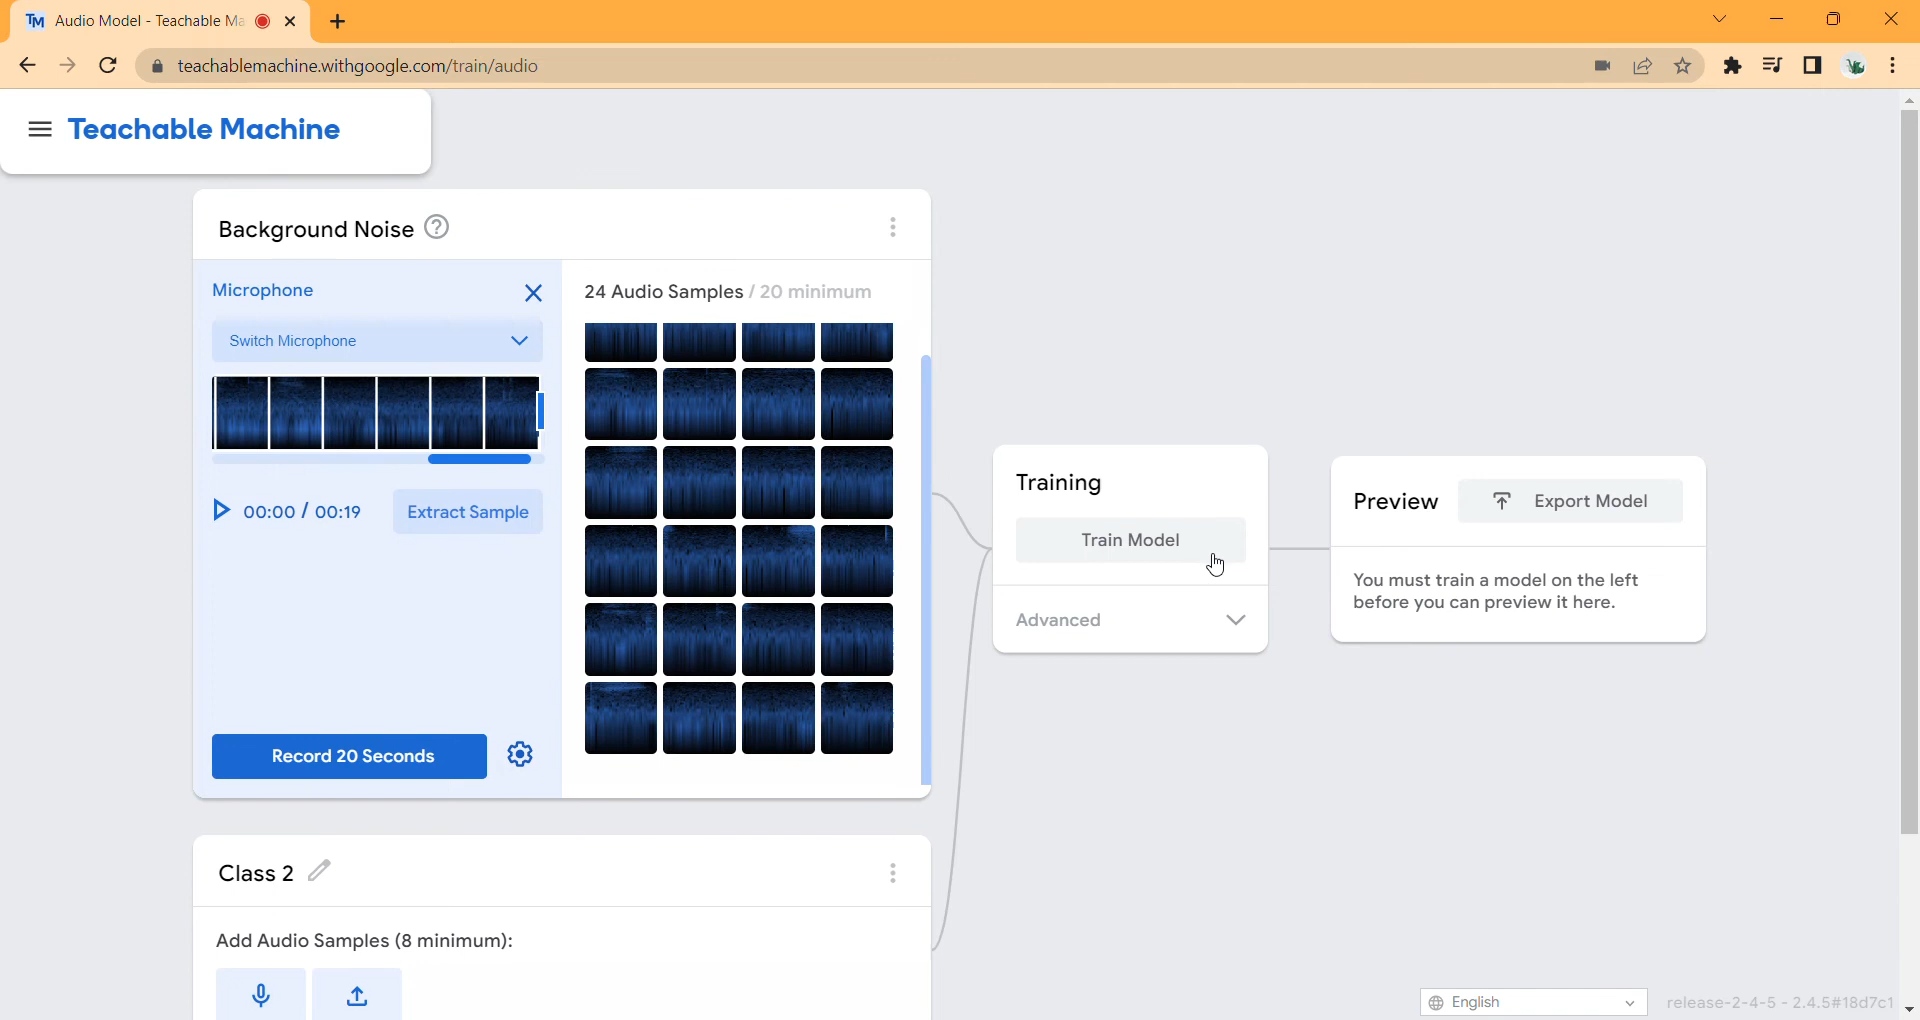 TM Audio Model - Teachable Ma
teachablemachine.withgoogle.com/train/audio
Teachable Machine
Background Noise
Microphone
24 Audio Samples / 20 minimum
Switch Microphone
00:00 / 00:19
Extract Sample
Record 20 Seconds
Training
Train Model
Advanced
Preview
Export Model
You must train a model on the left
before you can preview it here.
Class 2
Add Audio Samples (8 minimum):
English
release-2-4-5 - 2.4.5#18d7c1